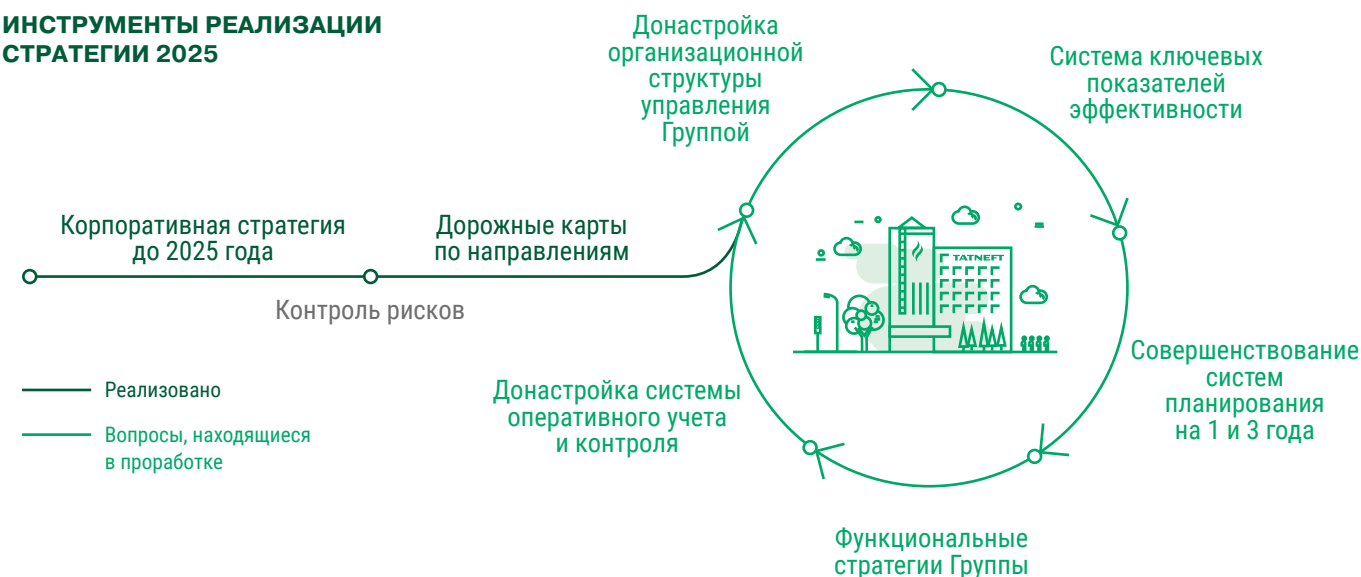 ИНСТРУМЕНТЫ РЕАЛИЗАЦИИ
СТРАТЕГИИ 2025
Донастройка
организационной
структуры
управления
Группой
Система ключевых
показателей
эффективности
Корпоративная стратегия
до 2025 года
Дорожные карты
по направлениям
Контроль рисков
TATNEFT
Совершенствование
систем
планирования
на 1 и 3 года
Реализовано
Вопросы, находящиеся
в проработке
Донастройка системы
оперативного учета
и контроля
Функциональные
стратегии Группы